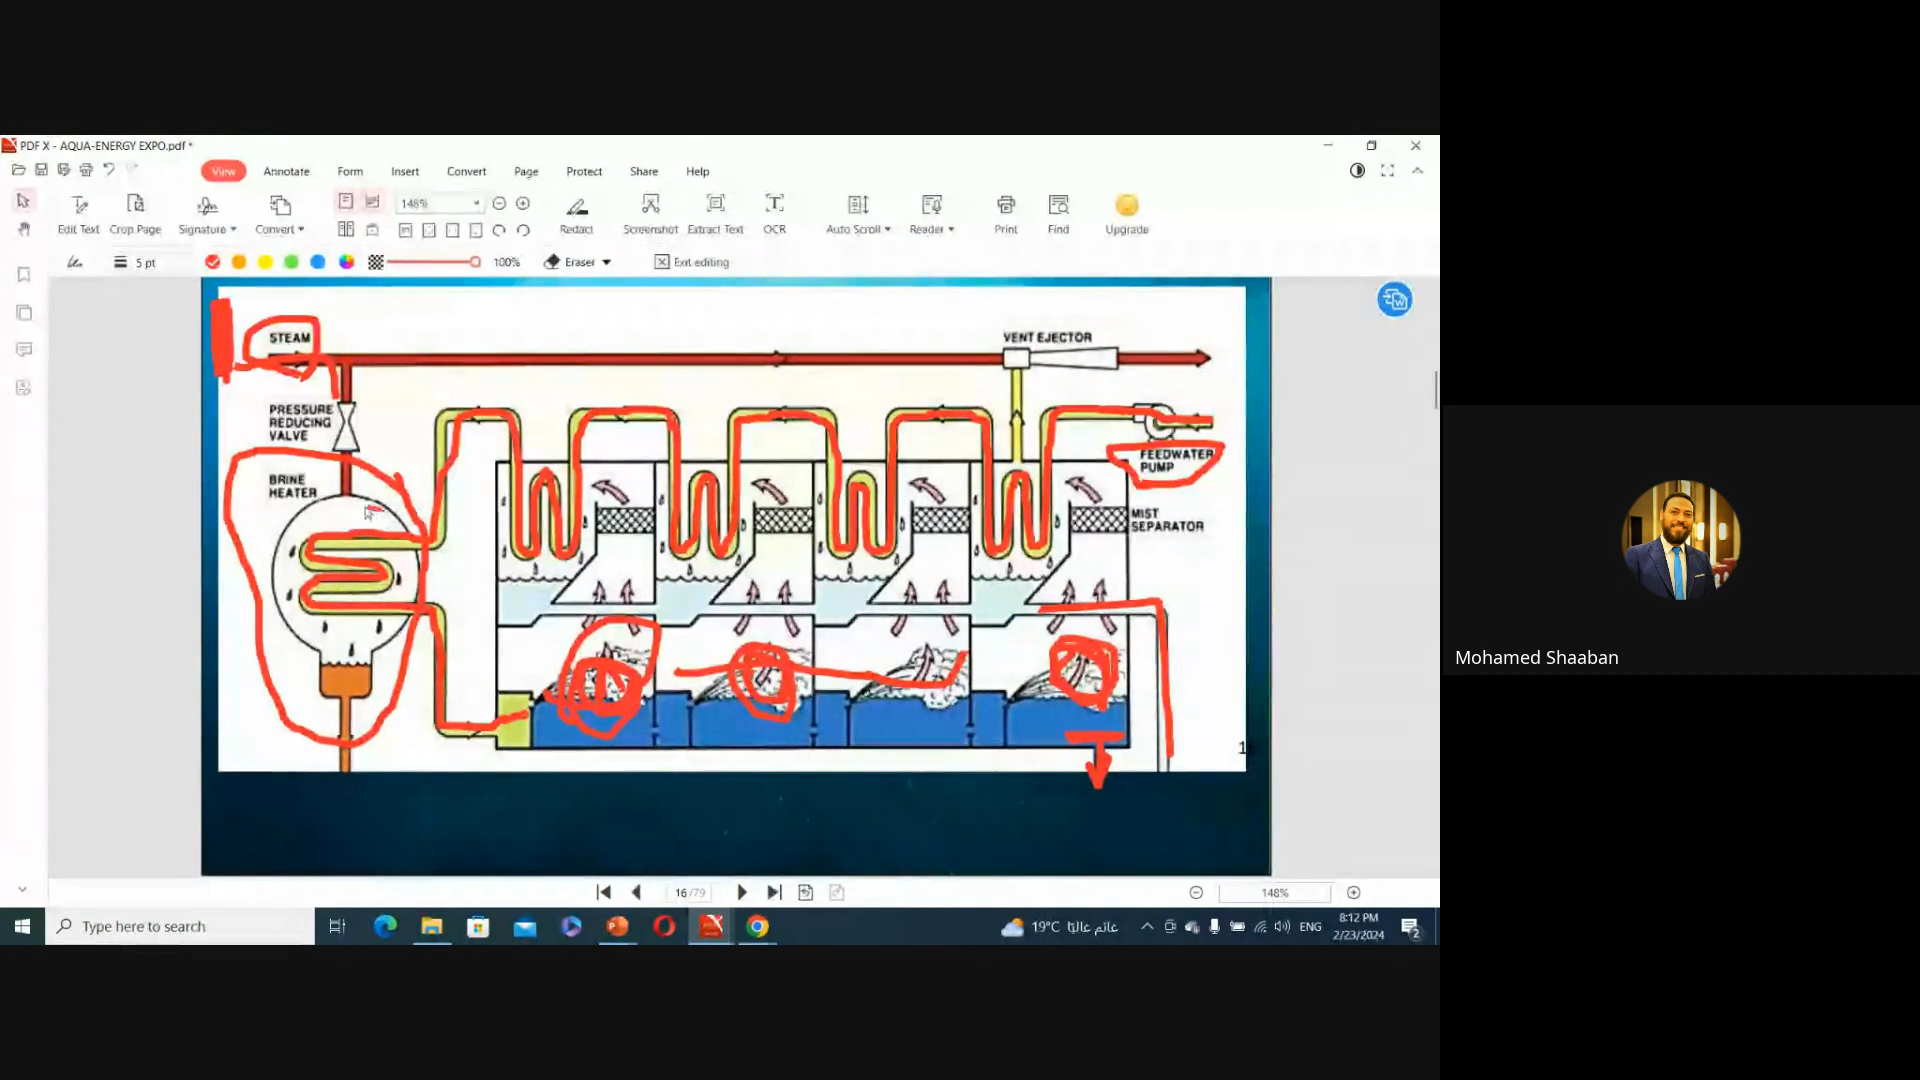 PDF X - AQUA-ENERGY EXPO.pdf *
View Annotate Form Insert Convert Page Protect Share Help
148%
Edit Text Crop Page Signature Convert Redact Screenshot Extract Text OCR Auto Scroll Reader Print Find Upgrade
5 pt 100% Eraser Exit editing
STEAM
VENT EJECTOR
PRESSURE
REDUCING
VALVE
FEEDWATER
PUMP
BRINE
HEATER
MIST
SEPARATOR
Mohamed Shaaban
16 /79
148%
Type here to search
19°C غائم غالبًا
ENG
8:12 PM
2/23/2024
2